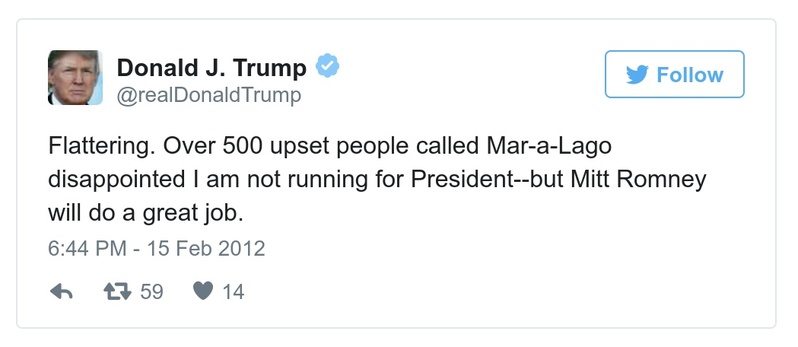 Donald J. Trump
@realDonaldTrump
Follow
Flattering. Over 500 upset people called Mar-a-Lago
disappointed I am not running for President--but Mitt Romney
will do a great job.
6:44 PM - 15 Feb 2012
59 14